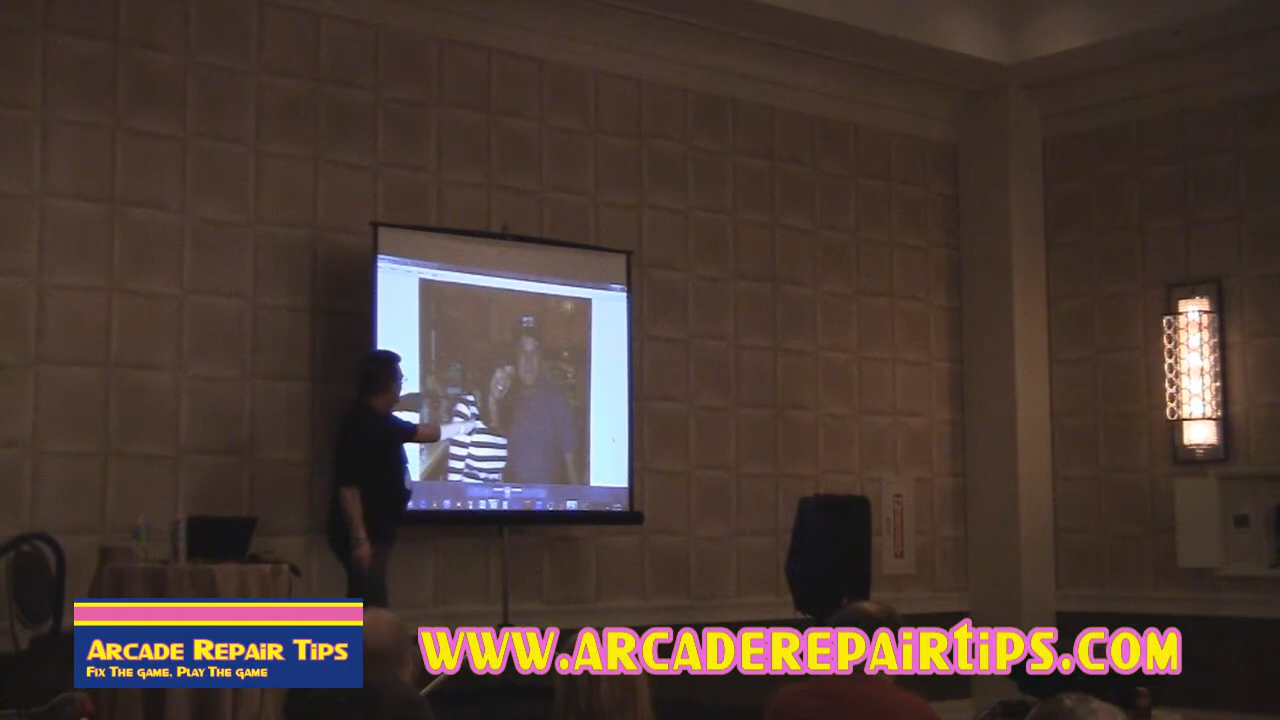 Arcade Repair Tips
Fix The game, Play The game
www.arcaderepairtips.com